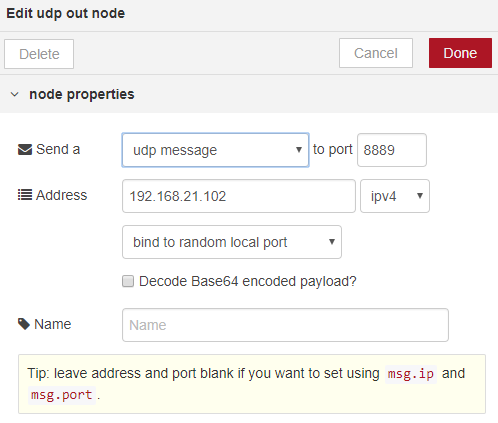 Edit udp out node
Delete Cancel Done
node properties
Send a udp message to port 8889
Address 192.168.21.102 ipv4
bind to random local port
Decode Base64 encoded payload?
Name Name
Tip: leave address and port blank if you want to set using msg.ip and
msg.port.